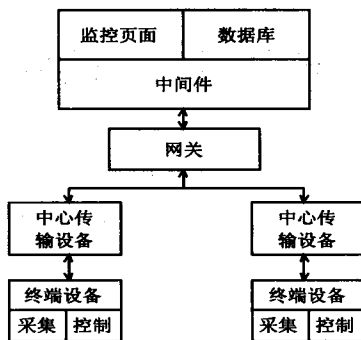 监控页面 数据库
中间件
网关
中心传 中心传
输设备 输设备
终端设备 终端设备
采集 控制 采集 控制